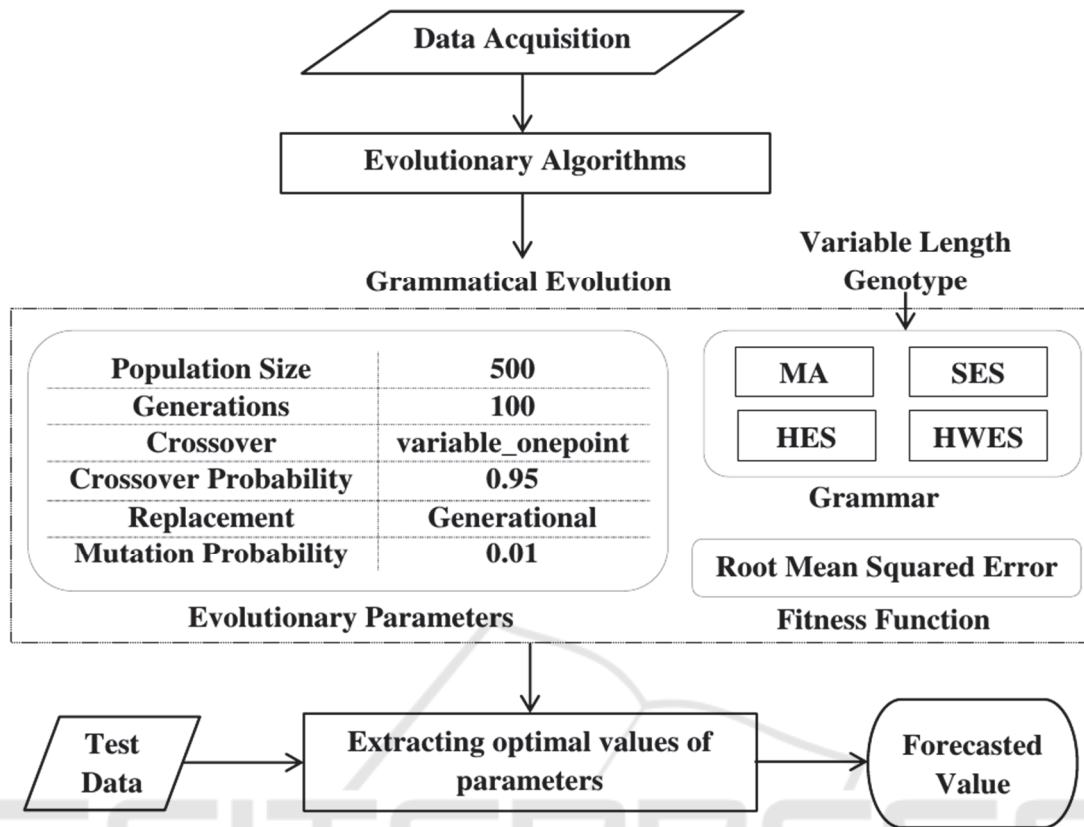 Data Acquisition
Evolutionary Algorithms
Grammatical Evolution
Variable Length
Genotype
Population Size 500
Generations 100
Crossover variable_onepoint
Crossover Probability 0.95
Replacement Generational
Mutation Probability 0.01
Evolutionary Parameters
MA SES
HES HWES
Grammar
Root Mean Squared Error
Fitness Function
Test
Data
Extracting optimal values of
parameters
Forecasted
Value